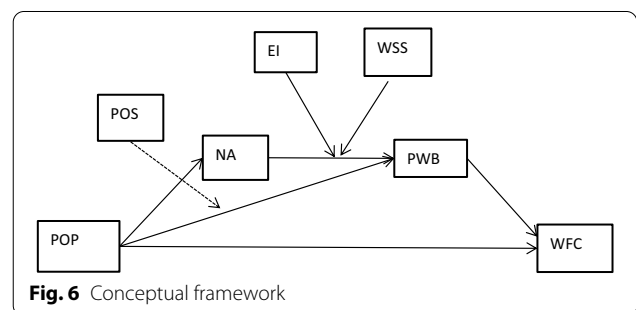 EI
WSS
POS
NA
PWB
POP
WFC
Fig. 6 Conceptual framework